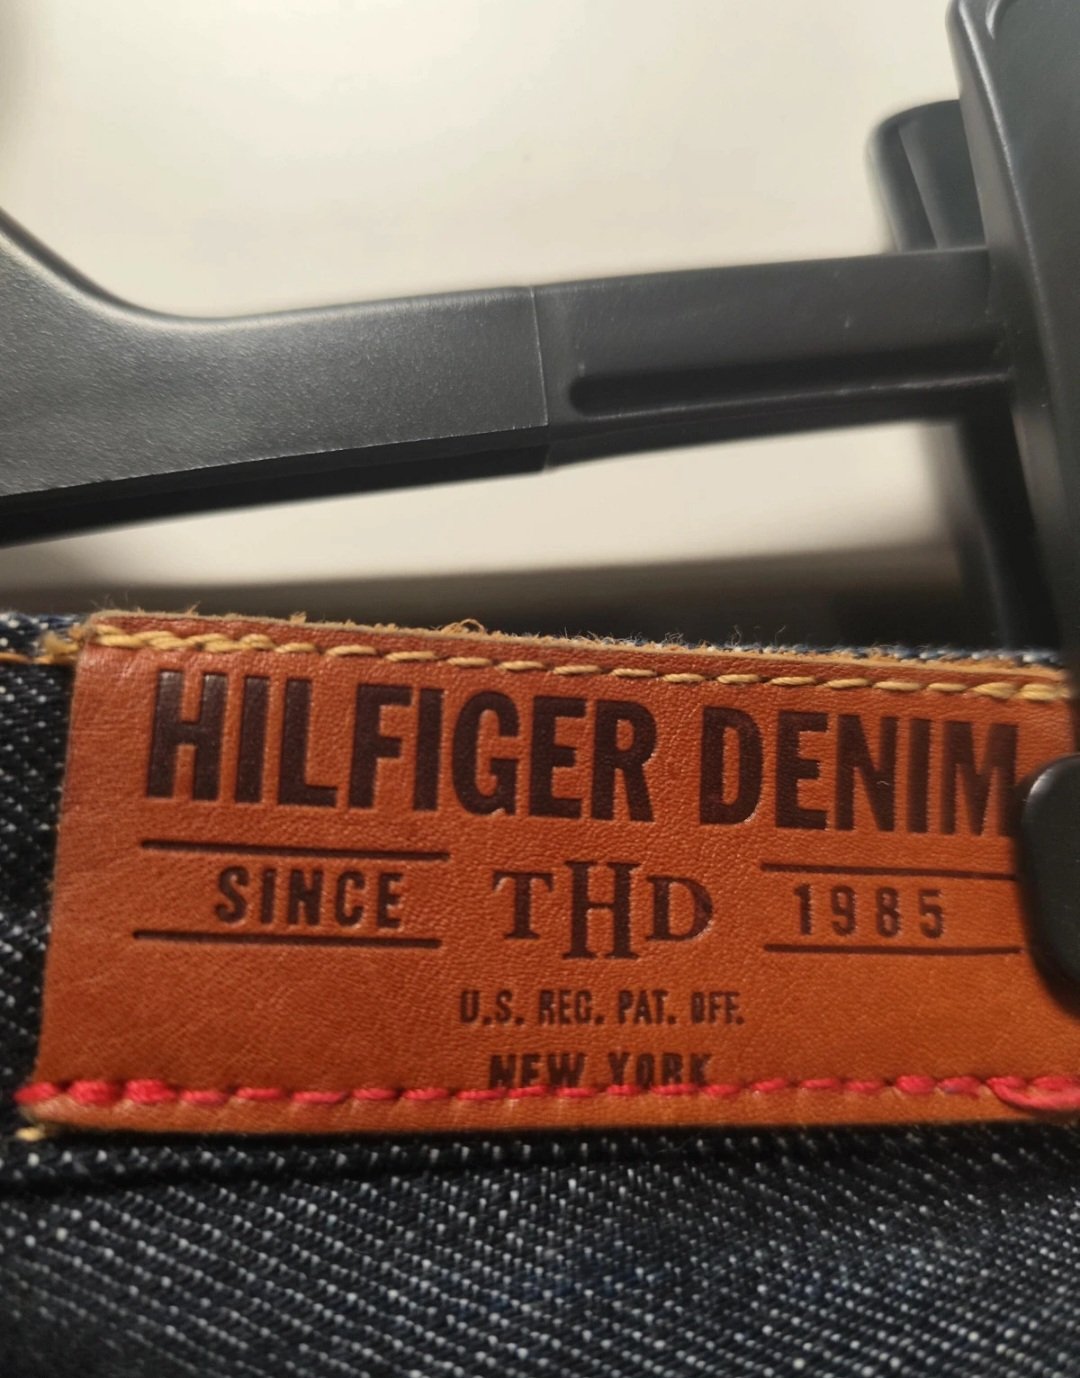 HILFIGER DENIM
SINCE THD 1985
U.S. REG. PAT. OFF.
NEW YORK